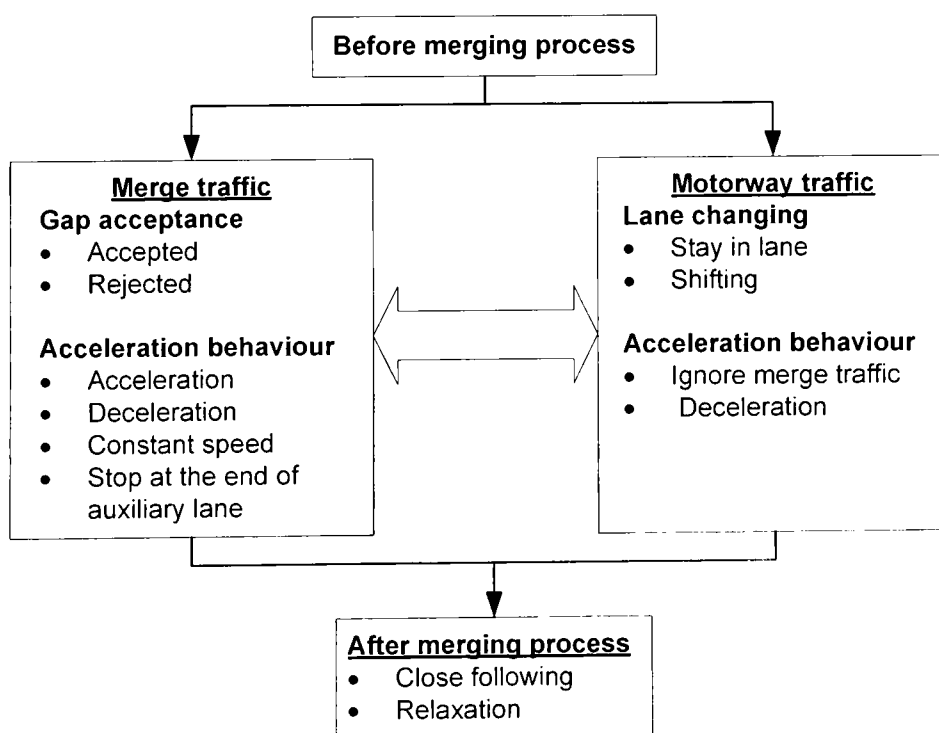 Before merging process
Merge traffic
Gap acceptance
• Accepted
• Rejected
Acceleration behaviour
• Acceleration
• Deceleration
• Constant speed
• Stop at the end of
auxiliary lane
Motorway traffic
Lane changing
• Stay in lane
• Shifting
Acceleration behaviour
• Ignore merge traffic
• Deceleration
After merging process
• Close following
• Relaxation